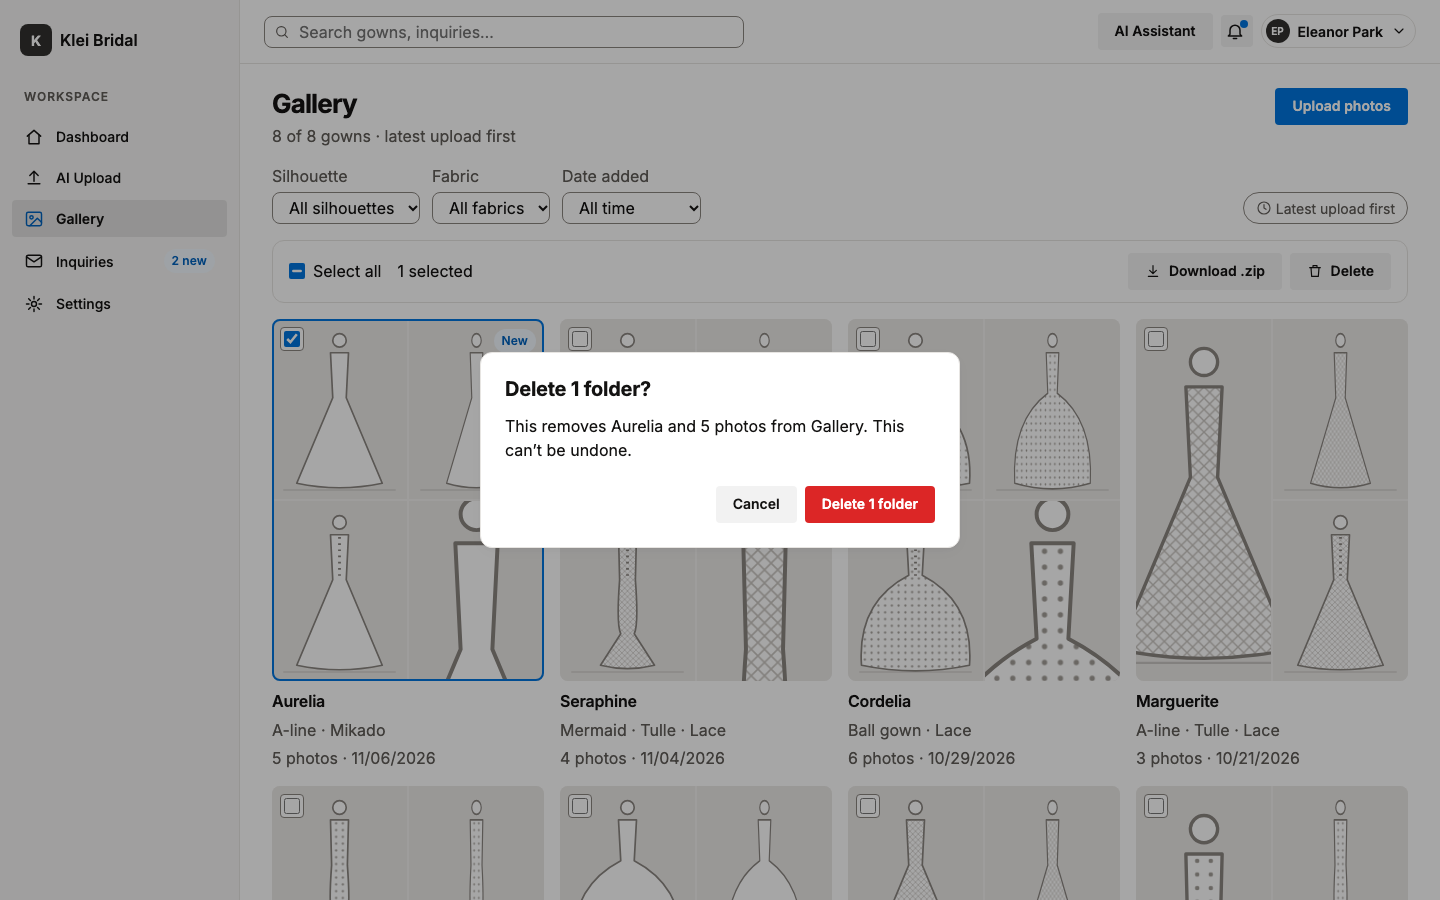 K
Klei Bridal
WORKSPACE
Dashboard
AI Upload
Gallery
Inquiries
2 new
Settings
Search gowns, inquiries...
AI Assistant
EP
Eleanor Park
Gallery
8 of 8 gowns · latest upload first
Upload photos
Silhouette
Fabric
Date added
All silhouettes
All fabrics
All time
Latest upload first
Select all
1 selected
Download .zip
Delete
New
Delete 1 folder?
This removes Aurelia and 5 photos from Gallery. This
can’t be undone.
Cancel
Delete 1 folder
Aurelia
A-line · Mikado
5 photos · 11/06/2026
Seraphine
Mermaid · Tulle · Lace
4 photos · 11/04/2026
Cordelia
Ball gown · Lace
6 photos · 10/29/2026
Marguerite
A-line · Tulle · Lace
3 photos · 10/21/2026